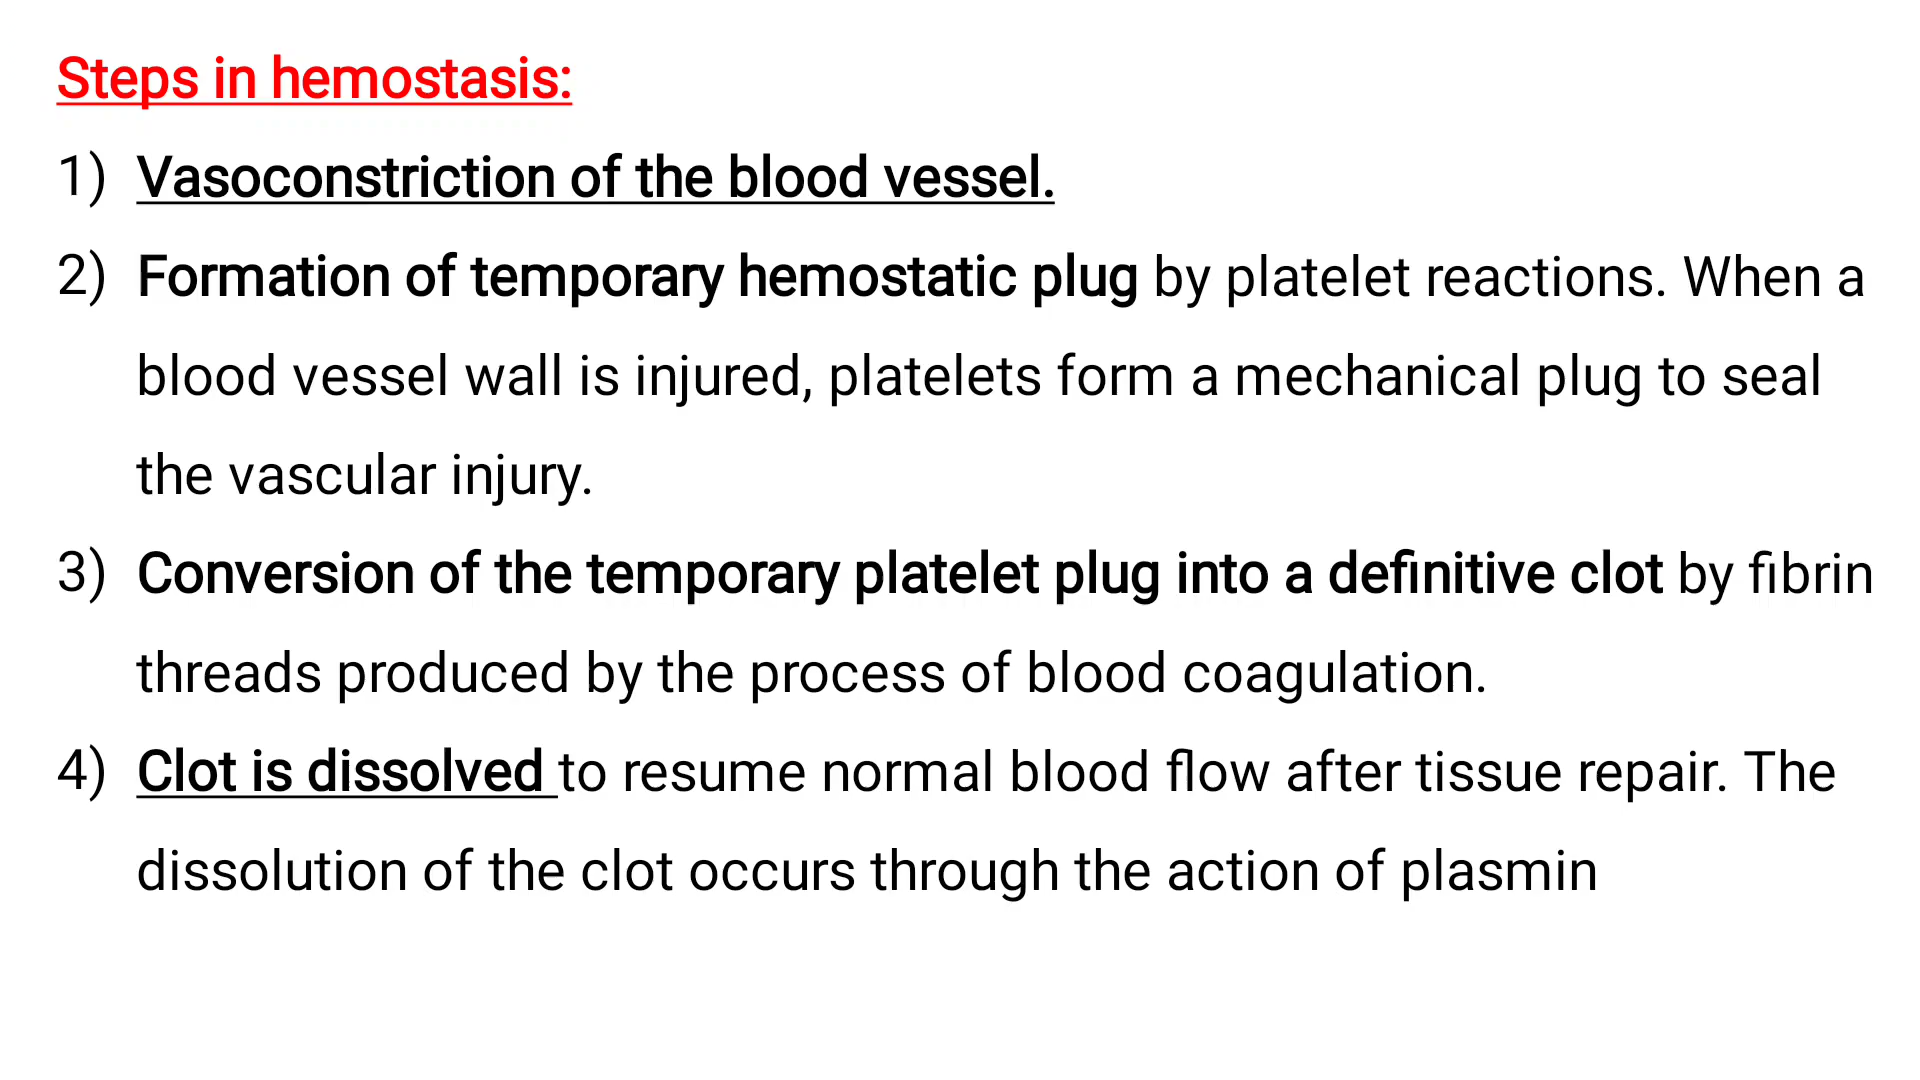 Steps in hemostasis:
1) Vasoconstriction of the blood vessel.
2) Formation of temporary hemostatic plug by platelet reactions. When a
blood vessel wall is injured, platelets form a mechanical plug to seal
the vascular injury.
3) Conversion of the temporary platelet plug into a definitive clot by fibrin
threads produced by the process of blood coagulation.
4) Clot is dissolved to resume normal blood flow after tissue repair. The
dissolution of the clot occurs through the action of plasmin